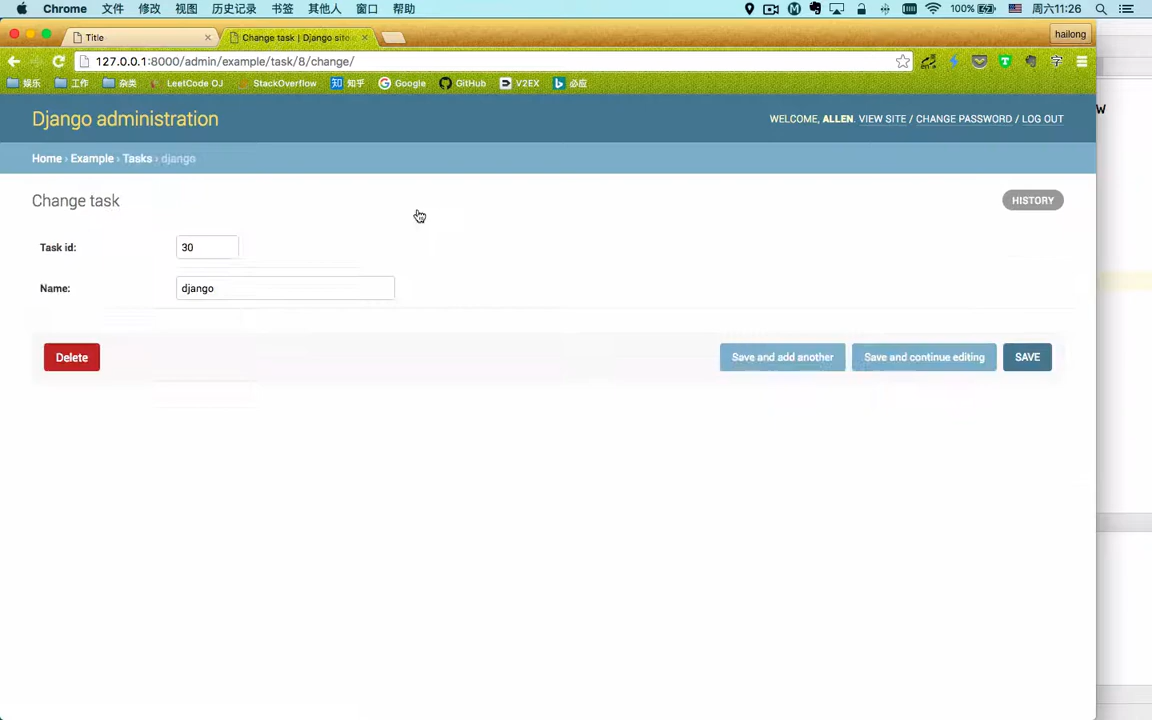 Chrome 文件 修改 视图 历史记录 书签 其他人 窗口 帮助 100% 周六11:26
Title Change task | Django site hailong
127.0.0.1:8000/admin/example/task/8/change/
娱乐 工作 杂类 LeetCode OJ StackOverflow 知 知乎 Google GitHub V2EX 必应
Django administration WELCOME, ALLEN. VIEW SITE / CHANGE PASSWORD / LOG OUT
Home › Example › Tasks › django
Change task HISTORY
Task id: 30
Name: django
Delete Save and add another Save and continue editing SAVE